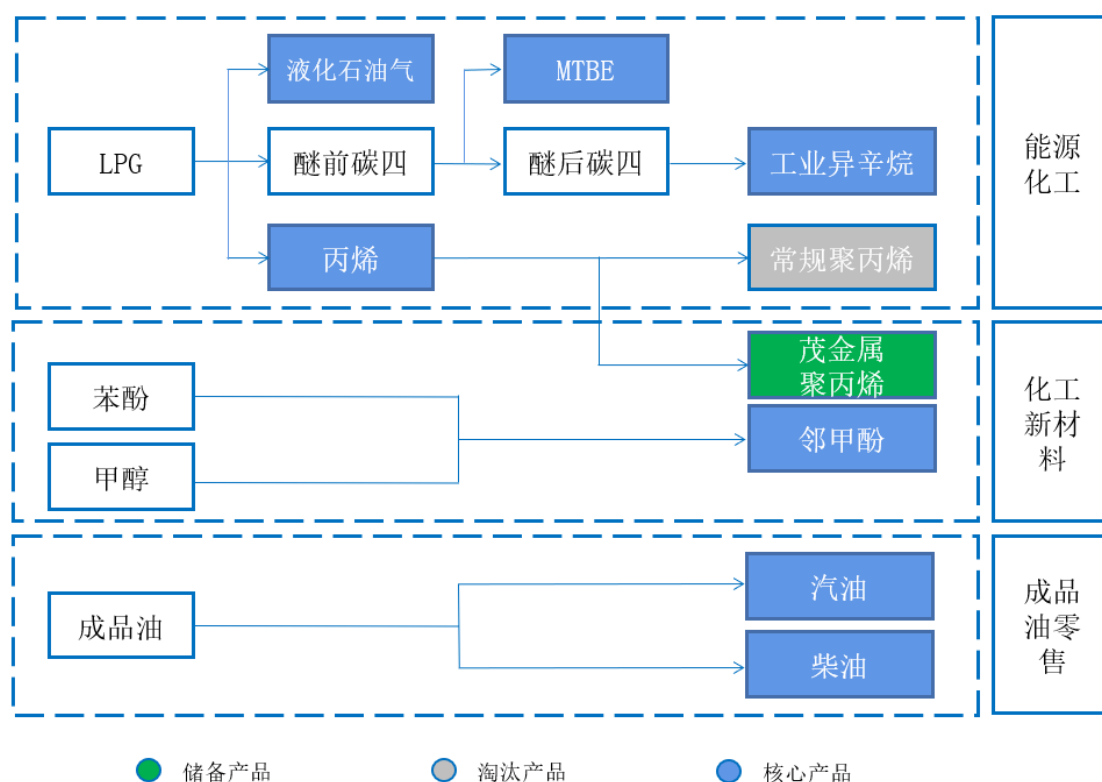 液化石油气
MTBE
LPG
醚前碳四
醚后碳四
工业异辛烷
丙烯
常规聚丙烯
能源
化工
茂金属
聚丙烯
苯酚
邻甲酚
甲醇
化工
新材
料
汽油
成品油
柴油
成品
油零
售
储备产品
淘汰产品
核心产品